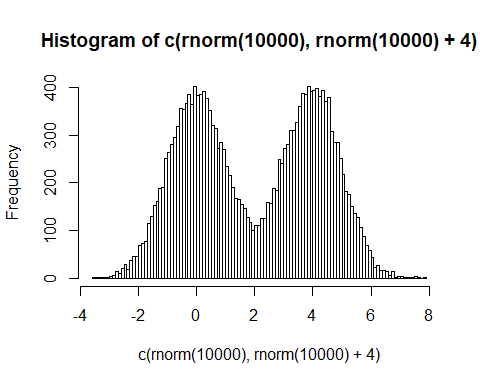 Histogram of c(rnorm(10000), rnorm(10000) + 4)
Frequency
400
300
200
100
0
-4 -2 0 2 4 6 8
c(rnorm(10000), rnorm(10000) + 4)